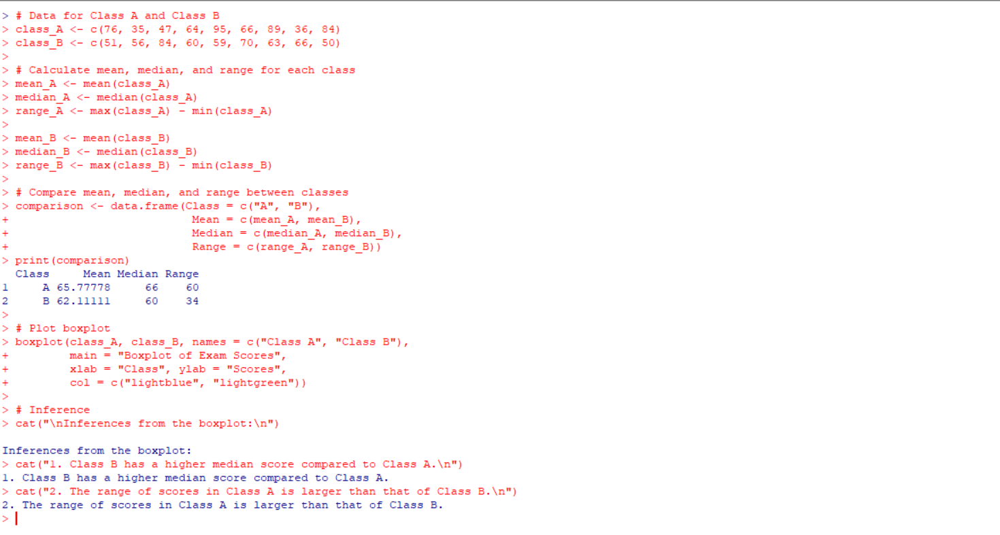 > # Data for Class A and Class B
> class_A <- c(76, 35, 47, 64, 95, 66, 89, 36, 84)
> class_B <- c(51, 56, 84, 60, 59, 70, 63, 66, 50)
>
> # Calculate mean, median, and range for each class
> mean_A <- mean(class_A)
> median_A <- median(class_A)
> range_A <- max(class_A) - min(class_A)
>
> mean_B <- mean(class_B)
> median_B <- median(class_B)
> range_B <- max(class_B) - min(class_B)
>
> # Compare mean, median, and range between classes
> comparison <- data.frame(Class = c("A", "B"),
+                          Mean = c(mean_A, mean_B),
+                          Median = c(median_A, median_B),
+                          Range = c(range_A, range_B))
> print(comparison)
  Class     Mean Median Range
1     A 65.77778     66    60
2     B 62.11111     60    34
>
> # Plot boxplot
> boxplot(class_A, class_B, names = c("Class A", "Class B"),
+         main = "Boxplot of Exam Scores",
+         xlab = "Class", ylab = "Scores",
+         col = c("lightblue", "lightgreen"))
>
> # Inference
> cat("\nInferences from the boxplot:\n")

Inferences from the boxplot:
> cat("1. Class B has a higher median score compared to Class A.\n")
1. Class B has a higher median score compared to Class A.
> cat("2. The range of scores in Class A is larger than that of Class B.\n")
2. The range of scores in Class A is larger than that of Class B.
>